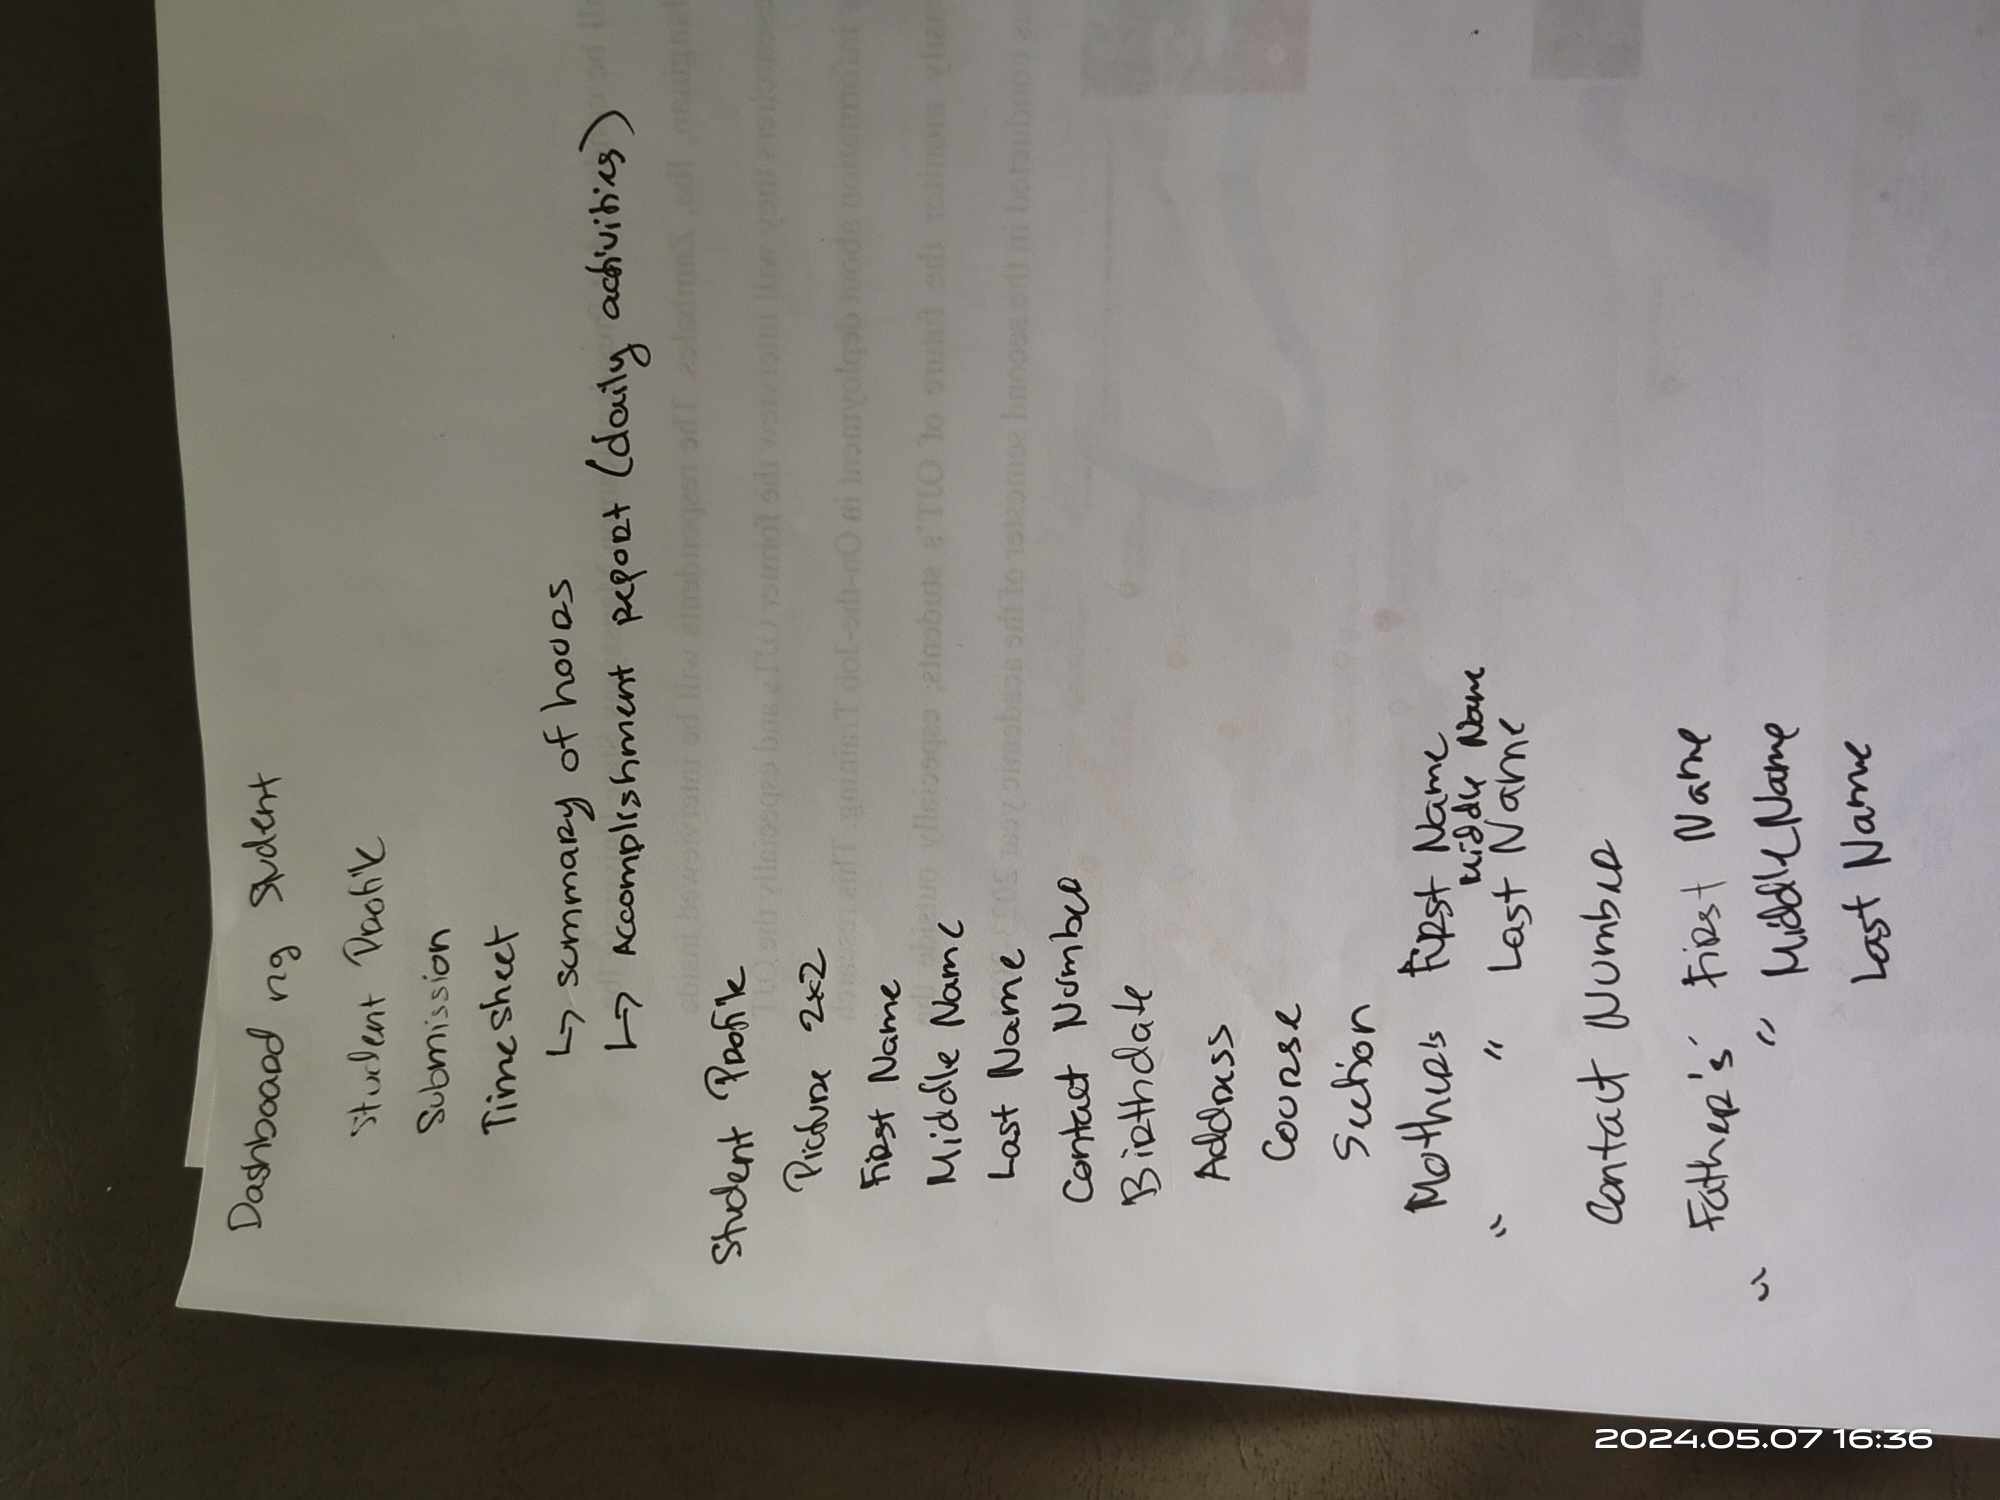 Dashboard ng Student
Student Profile
Submission
Timesheet
↳ summary of hours
↳ Accomplishment report (daily activities)
Student Profile
Picture 2x2
First Name
Middle Name
Last Name
Contact Number
Birthdate
Address
Course
Section
Mother's First Name
Middle Name
" " Last Name
Contact Number
Father's First Name
" " Middle Name
Last Name
2024.05.07 16:36